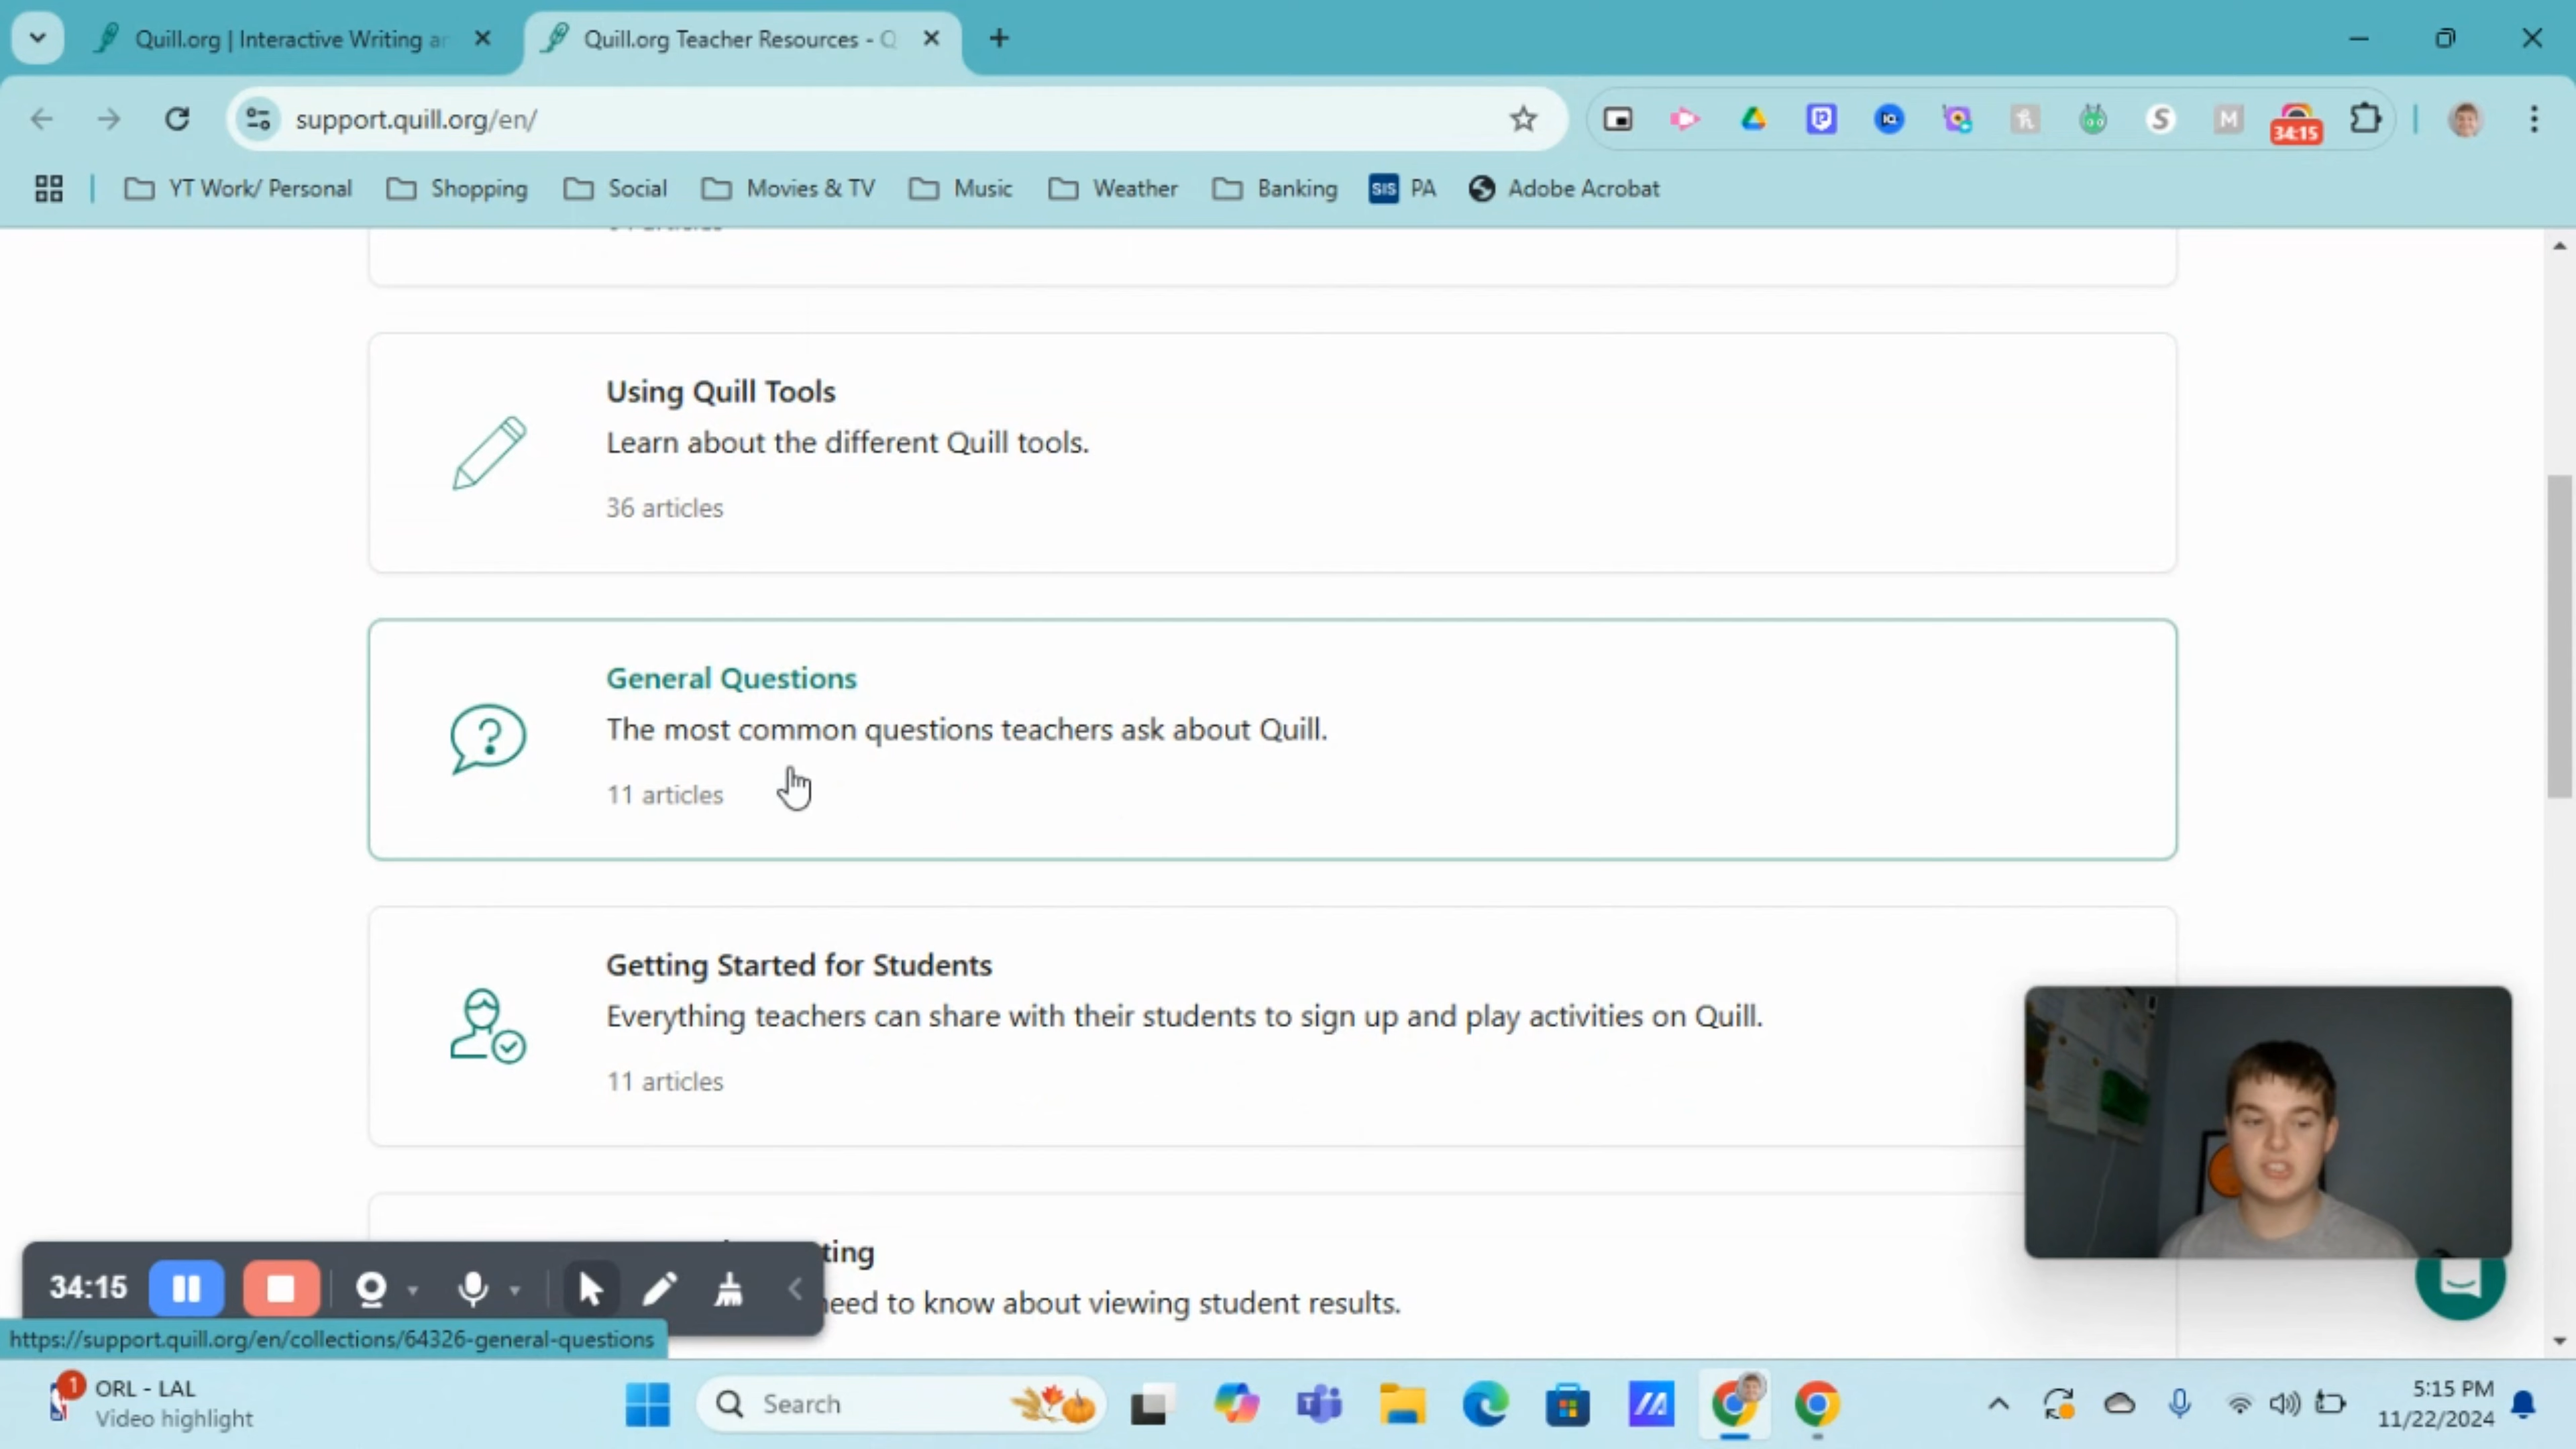 Quill.org | Interactive Writing ar
Quill.org Teacher Resources - Q
support.quill.org/en/
34:15
YT Work/ Personal
Shopping
Social
Movies & TV
Music
Weather
Banking
SIS PA
Adobe Acrobat
Using Quill Tools
Learn about the different Quill tools.
36 articles
General Questions
The most common questions teachers ask about Quill.
11 articles
Getting Started for Students
Everything teachers can share with their students to sign up and play activities on Quill.
11 articles
ting
need to know about viewing student results.
34:15
https://support.quill.org/en/collections/64326-general-questions
1
ORL - LAL
Video highlight
Search
5:15 PM
11/22/2024